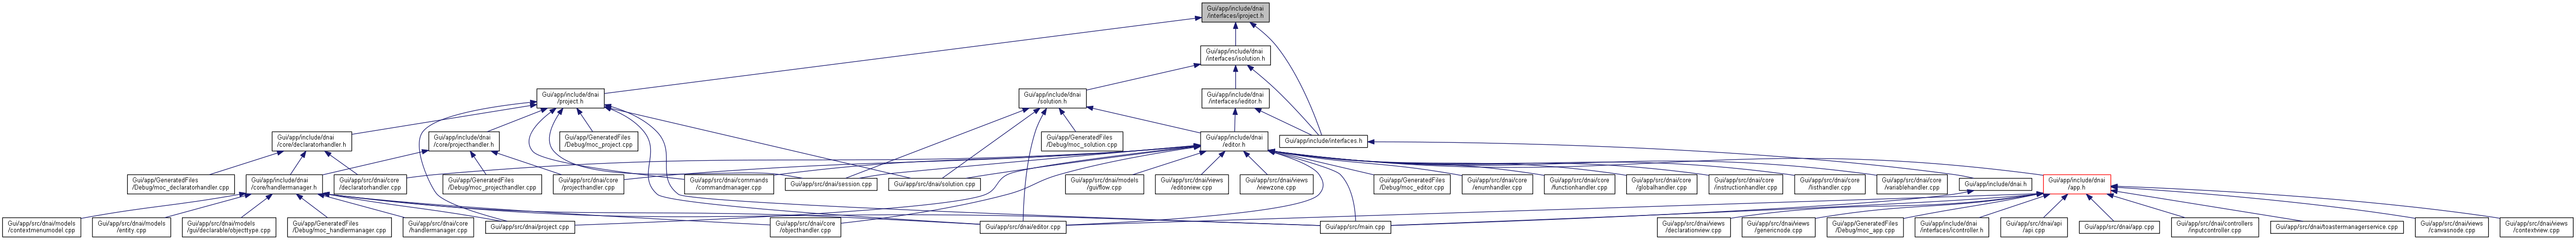 Gui/app/include/dnai
/interfaces/iproject.h
Gui/app/include/dnai
/interfaces/isolution.h
Gui/app/include/dnai
/project.h
Gui/app/include/dnai
/solution.h
Gui/app/include/dnai
/interfaces/ieditor.h
Gui/app/include/dnai
/core/declaratorhandler.h
Gui/app/include/dnai
/core/projecthandler.h
Gui/app/GeneratedFiles
/Debug/moc_project.cpp
Gui/app/GeneratedFiles
/Debug/moc_solution.cpp
Gui/app/include/dnai
/editor.h
Gui/app/include/interfaces.h
Gui/app/GeneratedFiles
/Debug/moc_declaratorhandler.cpp
Gui/app/include/dnai
/core/handlermanager.h
Gui/app/src/dnai/core
/declaratorhandler.cpp
Gui/app/GeneratedFiles
/Debug/moc_projecthandler.cpp
Gui/app/src/dnai/core
/projecthandler.cpp
Gui/app/src/dnai/commands
/commandmanager.cpp
Gui/app/src/dnai/session.cpp
Gui/app/src/dnai/solution.cpp
Gui/app/src/dnai/models
/gui/flow.cpp
Gui/app/src/dnai/views
/editorview.cpp
Gui/app/src/dnai/views
/viewzone.cpp
Gui/app/GeneratedFiles
/Debug/moc_editor.cpp
Gui/app/src/dnai/core
/enumhandler.cpp
Gui/app/src/dnai/core
/functionhandler.cpp
Gui/app/src/dnai/core
/globalhandler.cpp
Gui/app/src/dnai/core
/instructionhandler.cpp
Gui/app/src/dnai/core
/listhandler.cpp
Gui/app/src/dnai/core
/variablehandler.cpp
Gui/app/include/dnai.h
Gui/app/include/dnai
/app.h
Gui/app/src/dnai/models
/contextmenumodel.cpp
Gui/app/src/dnai/models
/entity.cpp
Gui/app/src/dnai/models
/gui/declarable/objecttype.cpp
Gui/app/GeneratedFiles
/Debug/moc_handlermanager.cpp
Gui/app/src/dnai/core
/handlermanager.cpp
Gui/app/src/dnai/project.cpp
Gui/app/src/dnai/core
/objecthandler.cpp
Gui/app/src/dnai/editor.cpp
Gui/app/src/main.cpp
Gui/app/src/dnai/views
/declarationview.cpp
Gui/app/src/dnai/views
/genericnode.cpp
Gui/app/GeneratedFiles
/Debug/moc_app.cpp
Gui/app/include/dnai
/interfaces/icontroller.h
Gui/app/src/dnai/api
/api.cpp
Gui/app/src/dnai/app.cpp
Gui/app/src/dnai/controllers
/inputcontroller.cpp
Gui/app/src/dnai/toastermanagerservice.cpp
Gui/app/src/dnai/views
/canvasnode.cpp
Gui/app/src/dnai/views
/contextview.cpp